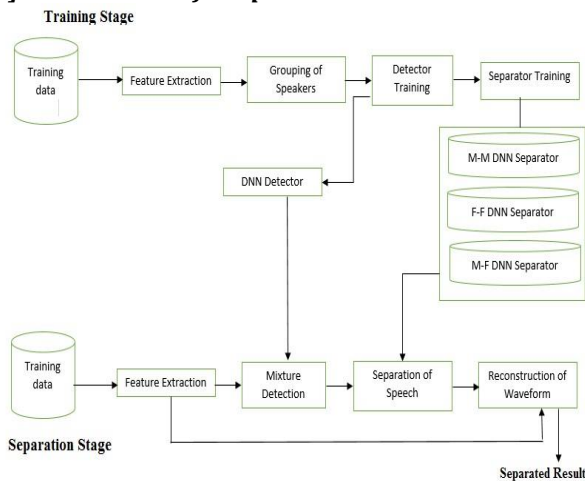 Training Stage
Training
data
Feature Extraction
Grouping of
Speakers
Detector
Training
Separator Training
M-M DNN Separator
F-F DNN Separator
M-F DNN Separator
DNN Detector
Training
data
Feature Extraction
Mixture
Detection
Separation of
Speech
Reconstruction of
Waveform
Separation Stage
Separated Result